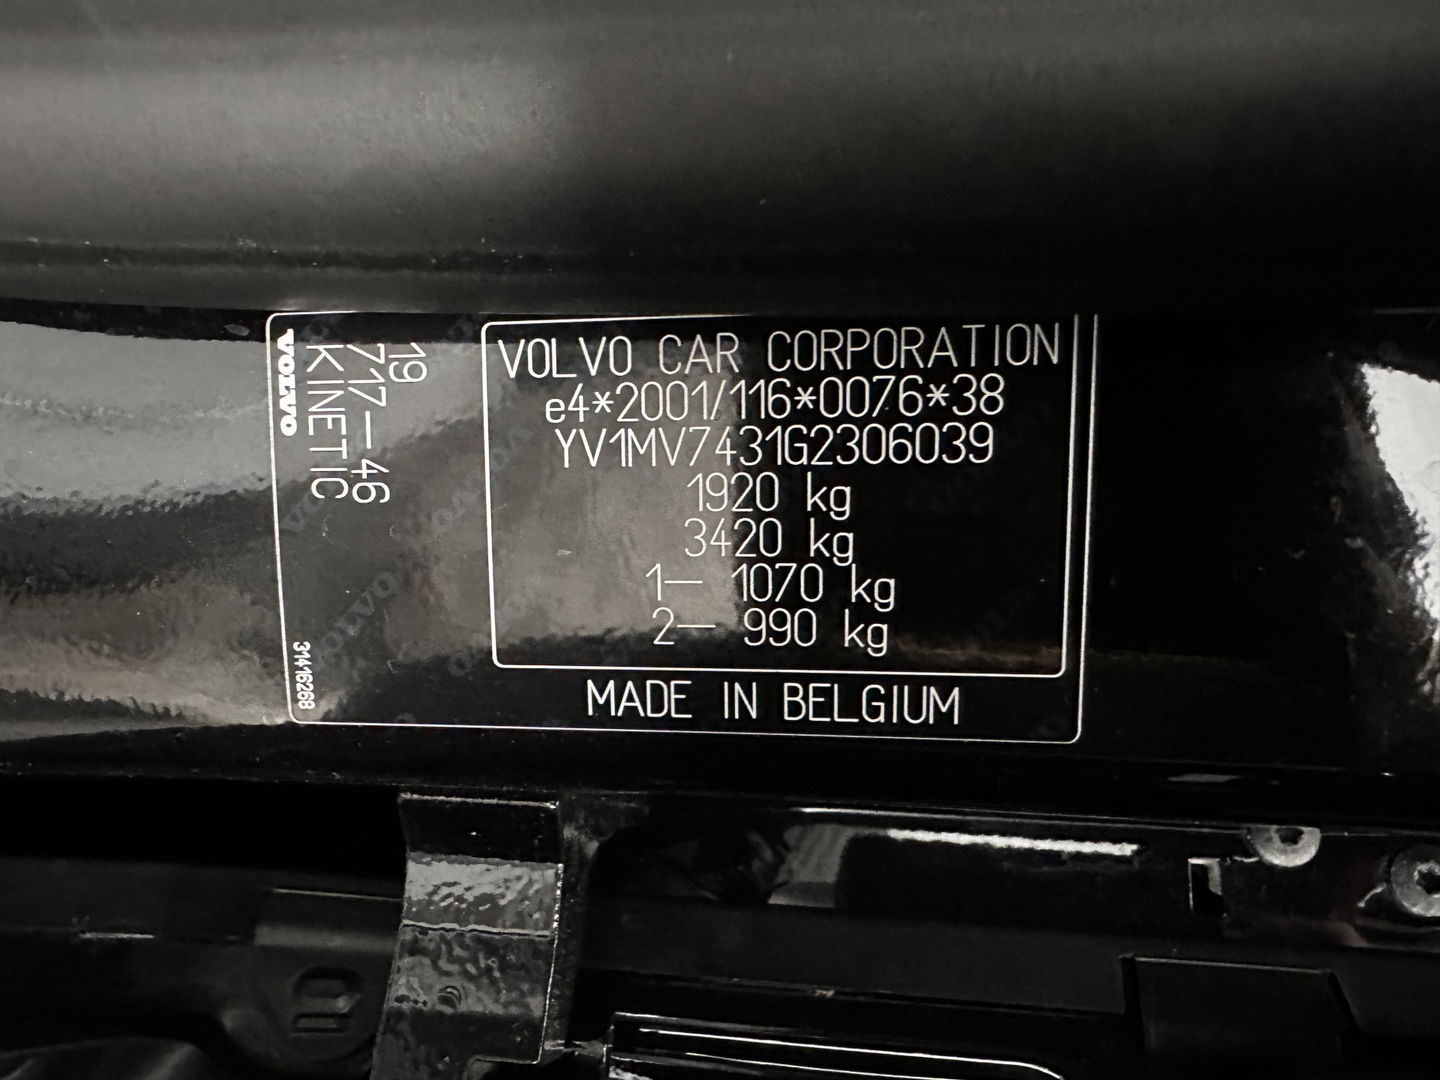 VOLVO CAR CORPORATION
e4*2001/116*0076*38
YV1MV7431G2306039
1920 kg
3420 kg
1— 1070 kg
2— 990 kg
MADE IN BELGIUM
19
717-46
KINETIC
VOLVO
31416268